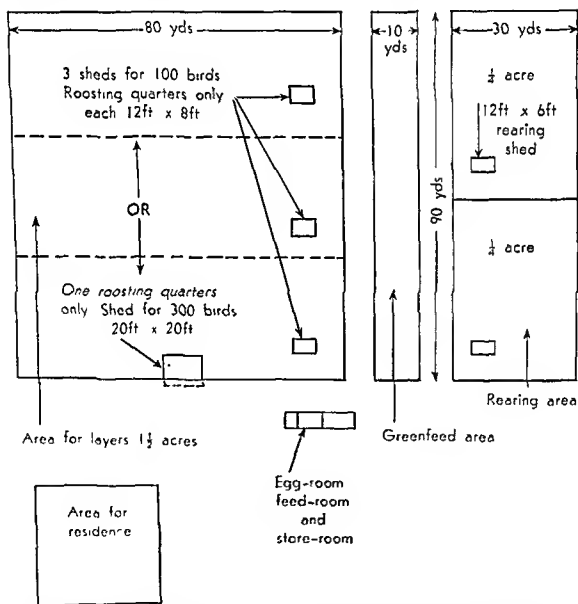 80 yds
10
yds
30 yds
3 sheds for 100 birds
Roosting quarters only
each 12ft x 8ft
¼ acre
12ft x 6ft
rearing
shed
OR
90 yds
¼ acre
One roosting quarters
only Shed for 300 birds
20ft x 20ft
Rearing area
Area for layers 1½ acres
Greenfeed area
Egg-room
feed-room
and
store-room
Area for
residence